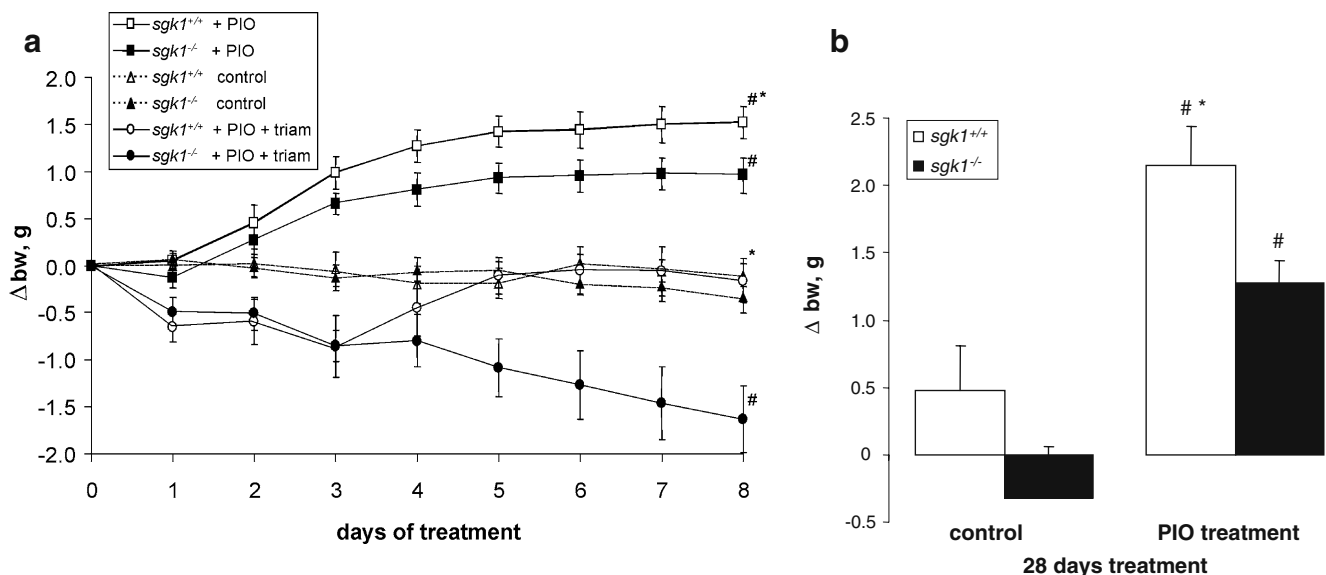 a
sgk1+/+ + PIO
sgk1-/- + PIO
sgk1+/+ control
sgk1-/- control
sgk1+/+ + PIO + triam
sgk1-/- + PIO + triam
2.0
1.5
1.0
0.5
0.0
-0.5
-1.0
-1.5
-2.0
Δ bw, g
# *
#
*
#
0 1 2 3 4 5 6 7 8
days of treatment
b
sgk1+/+
sgk1-/-
2.5
2.0
1.5
1.0
0.5
0
-0.5
Δ bw, g
# *
#
control PIO treatment
28 days treatment